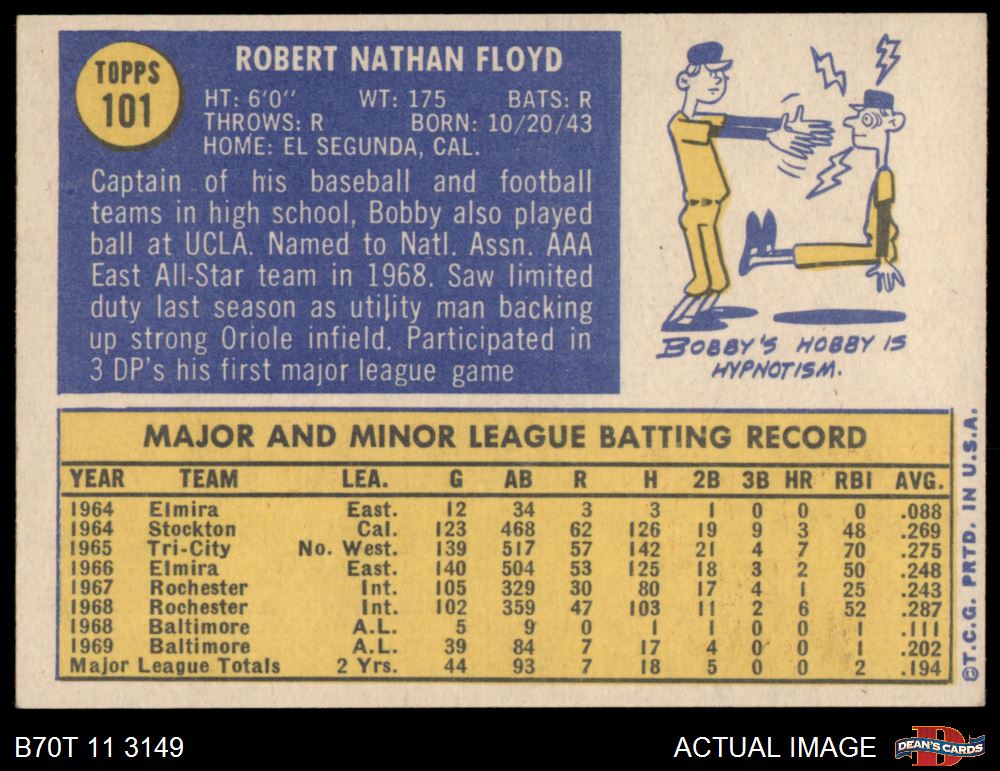 TOPPS
101
ROBERT NATHAN FLOYD
HT: 6'0" WT: 175 BATS: R
THROWS: R BORN: 10/20/43
HOME: EL SEGUNDA, CAL.
Captain of his baseball and football
teams in high school, Bobby also played
ball at UCLA. Named to Natl. Assn. AAA
East All-Star team in 1968. Saw limited
duty last season as utility man backing
up strong Oriole infield. Participated in
3 DP's his first major league game
BOBBY'S HOBBY IS
HYPNOTISM.
MAJOR AND MINOR LEAGUE BATTING RECORD
YEAR TEAM LEA. G AB R H 2B 3B HR RBI AVG.
1964 Elmira East. 12 34 3 3 1 0 0 0 .088
1964 Stockton Cal. 123 468 62 126 19 9 3 48 .269
1965 Tri-City No. West. 139 517 57 142 21 4 7 70 .275
1966 Elmira East. 140 504 53 125 18 3 2 50 .248
1967 Rochester Int. 105 329 30 80 17 4 1 25 .243
1968 Rochester Int. 102 359 47 103 11 2 6 52 .287
1968 Baltimore A.L. 5 9 0 1 1 0 0 1 .111
1969 Baltimore A.L. 39 84 7 17 4 0 0 1 .202
Major League Totals 2 Yrs. 44 93 7 18 5 0 0 2 .194
©T.C.G. PRTD. IN U.S.A.
B70T 11 3149
ACTUAL IMAGE
D
DEAN'S CARDS